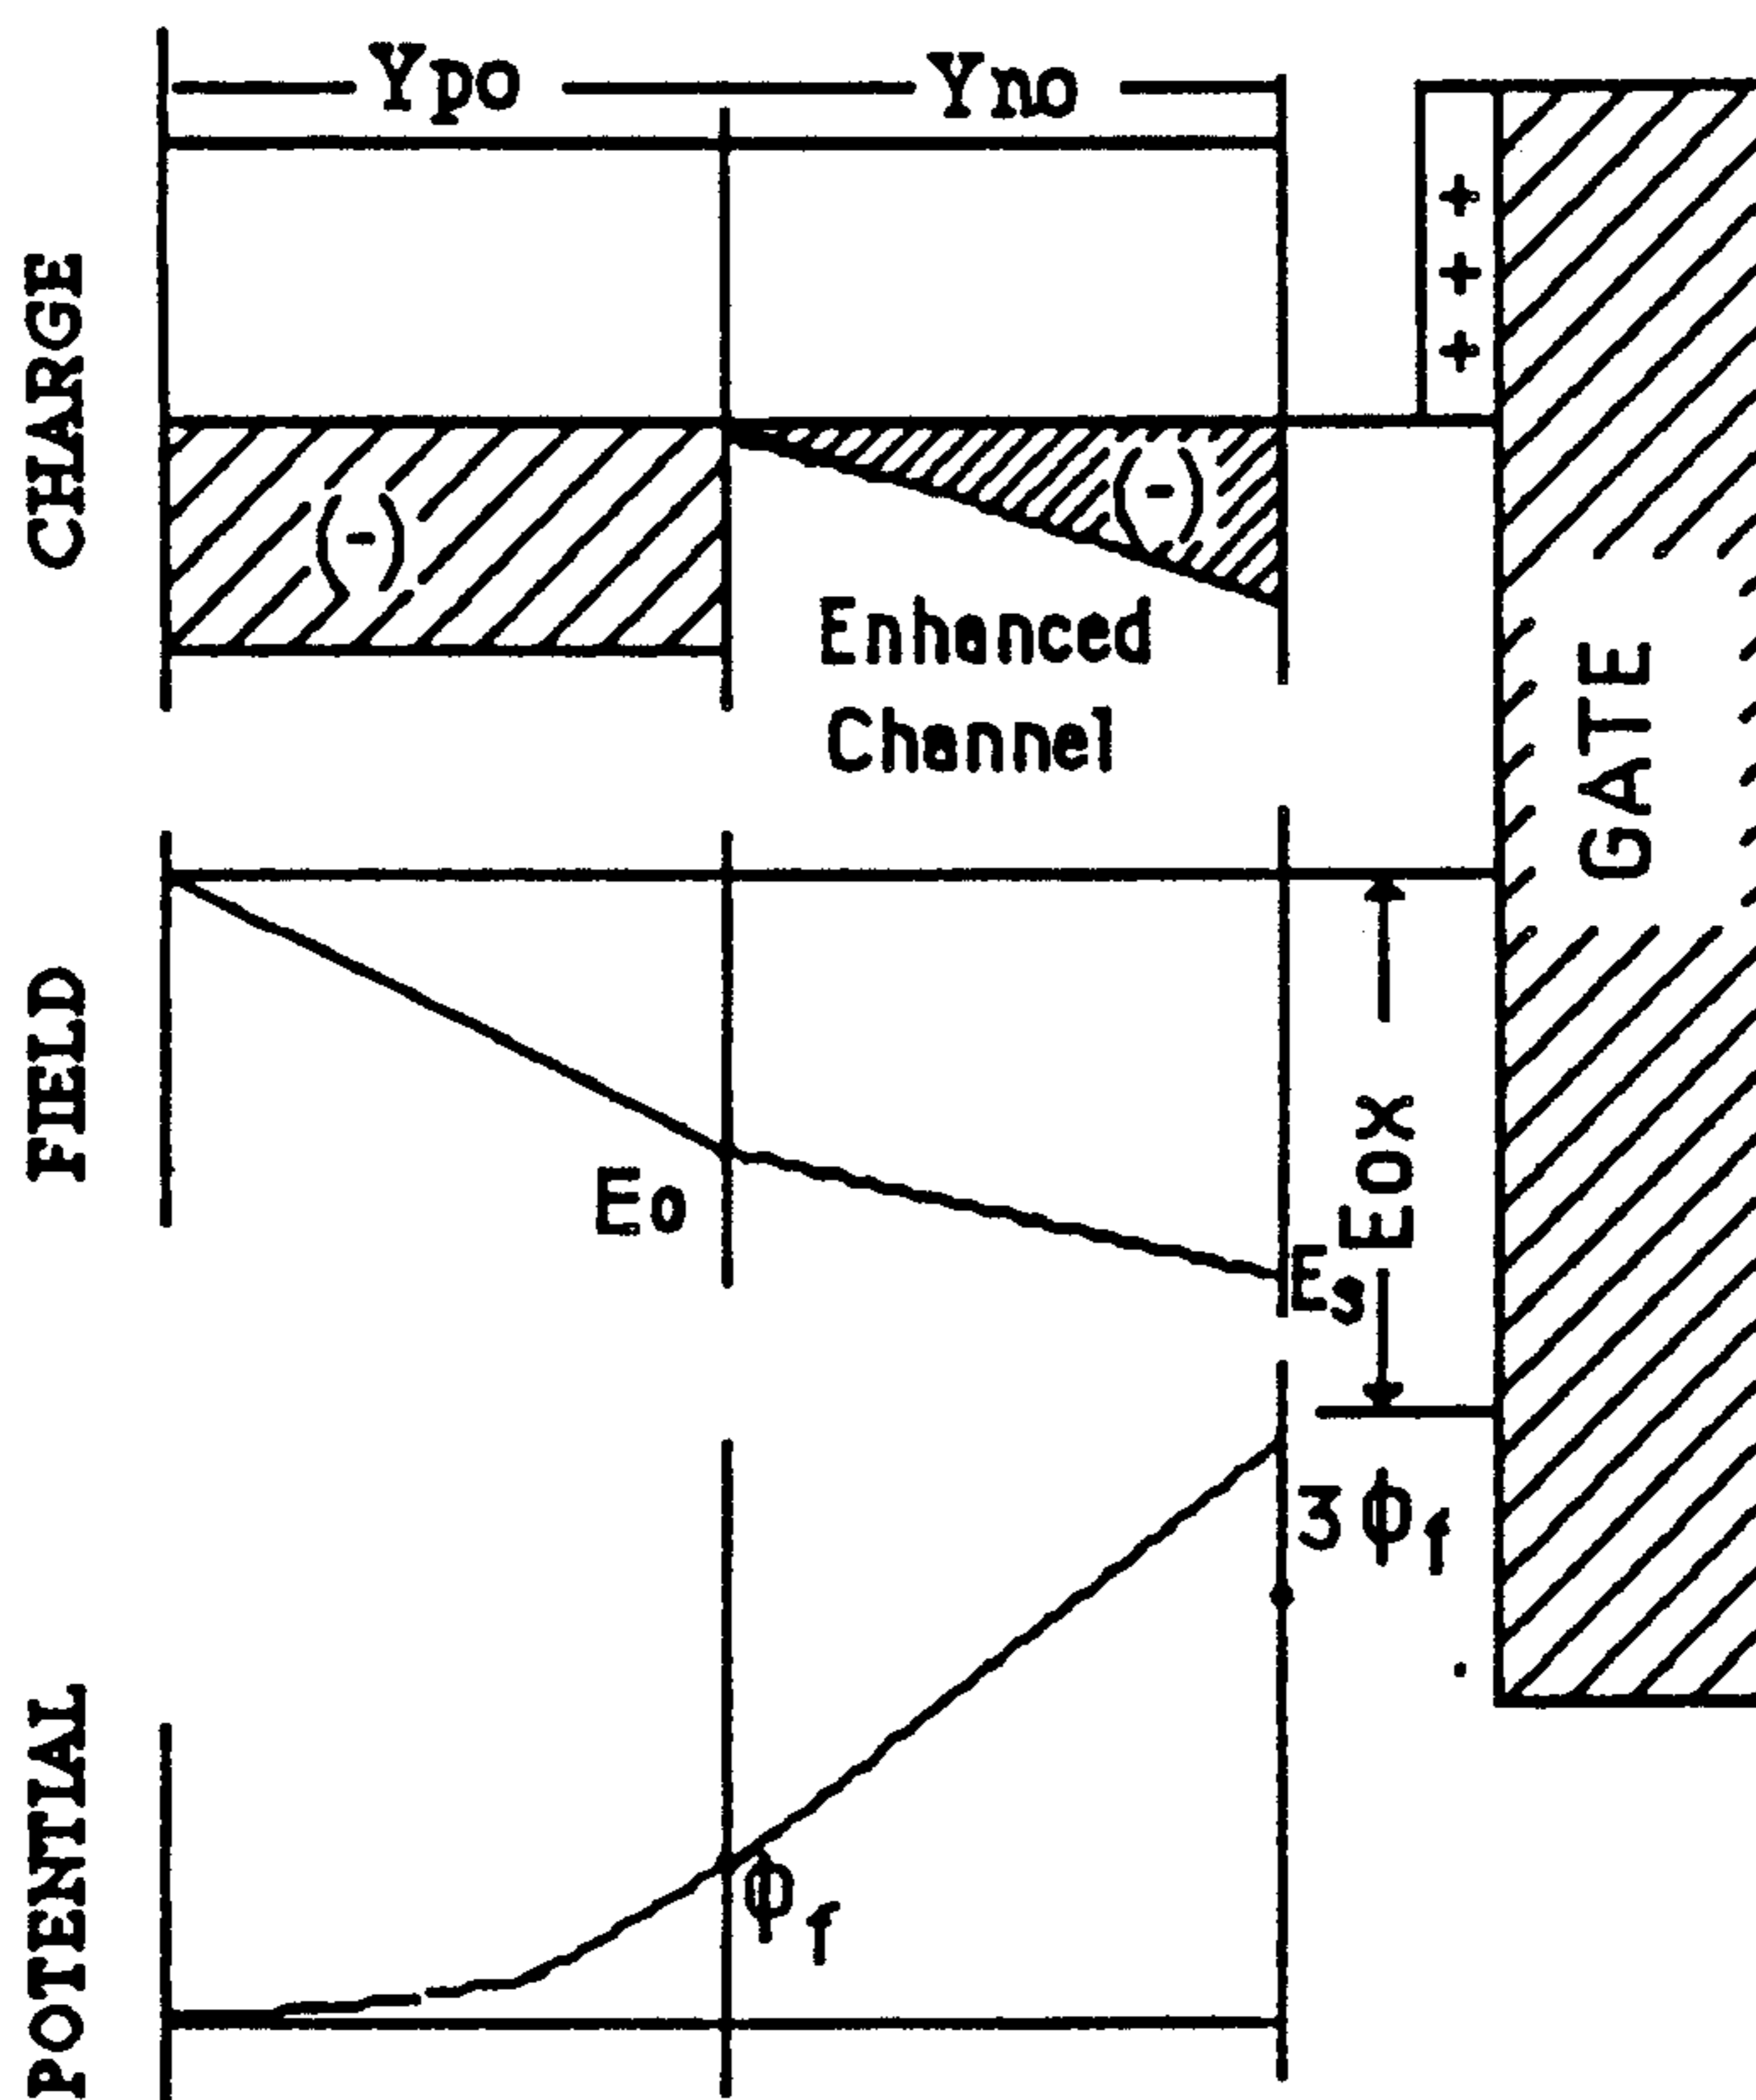 Ypo Yno
CHARGE
+
+
+
(-) (-)
Enhanced
Channel
GATE
FIELD
Eo
Es
EOX
3ϕf
ϕf
POTENTIAL